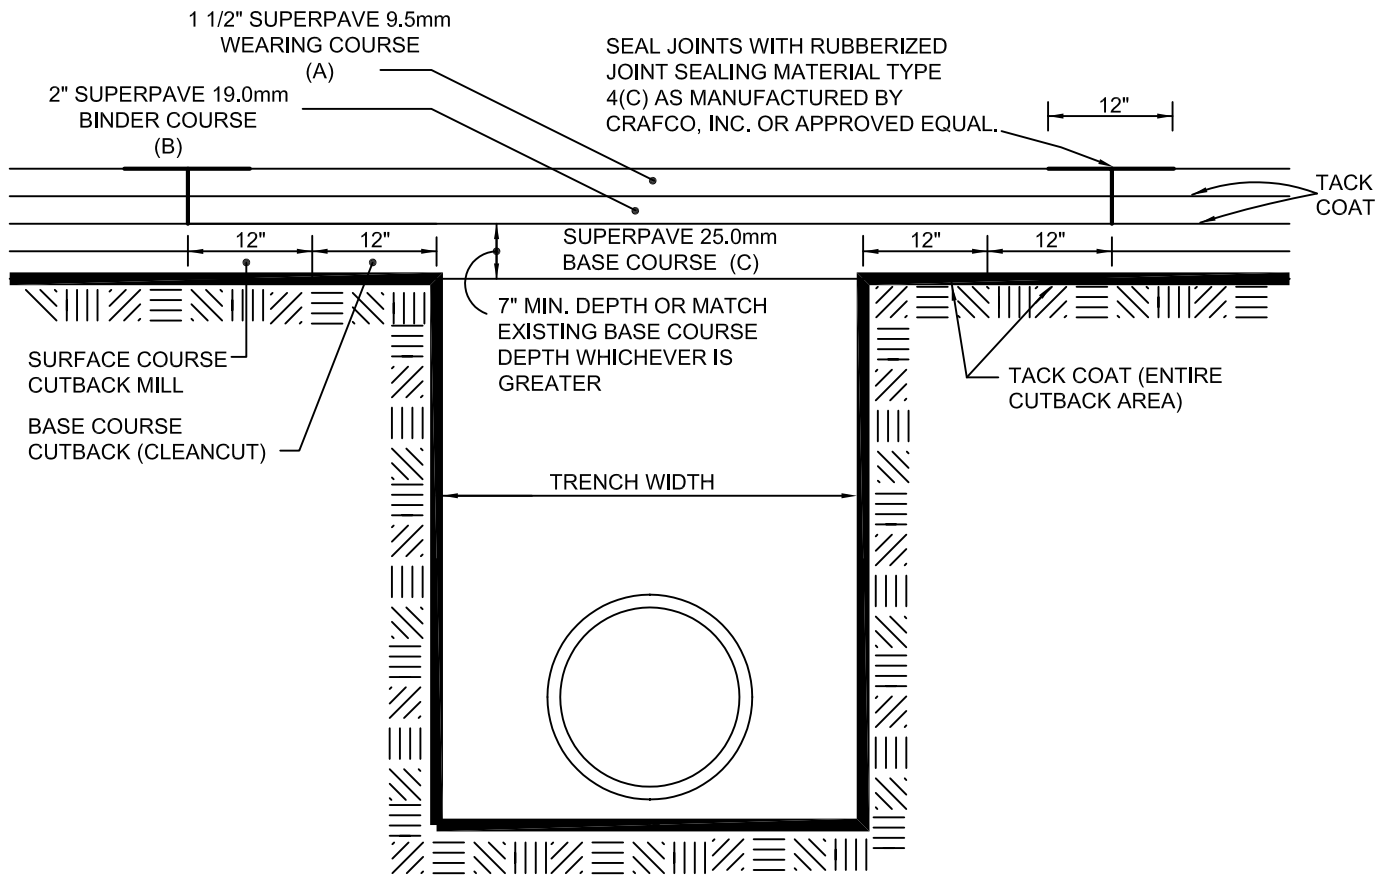 1 1/2" SUPERPAVE 9.5mm
WEARING COURSE
(A)
2" SUPERPAVE 19.0mm
BINDER COURSE
(B)
SEAL JOINTS WITH RUBBERIZED
JOINT SEALING MATERIAL TYPE
4(C) AS MANUFACTURED BY
CRAFCO, INC. OR APPROVED EQUAL.
12"
TACK
COAT
12"
12"
SUPERPAVE 25.0mm
BASE COURSE (C)
12"
12"
7" MIN. DEPTH OR MATCH
EXISTING BASE COURSE
DEPTH WHICHEVER IS
GREATER
SURFACE COURSE
CUTBACK MILL
BASE COURSE
CUTBACK (CLEANCUT)
TACK COAT (ENTIRE
CUTBACK AREA)
TRENCH WIDTH